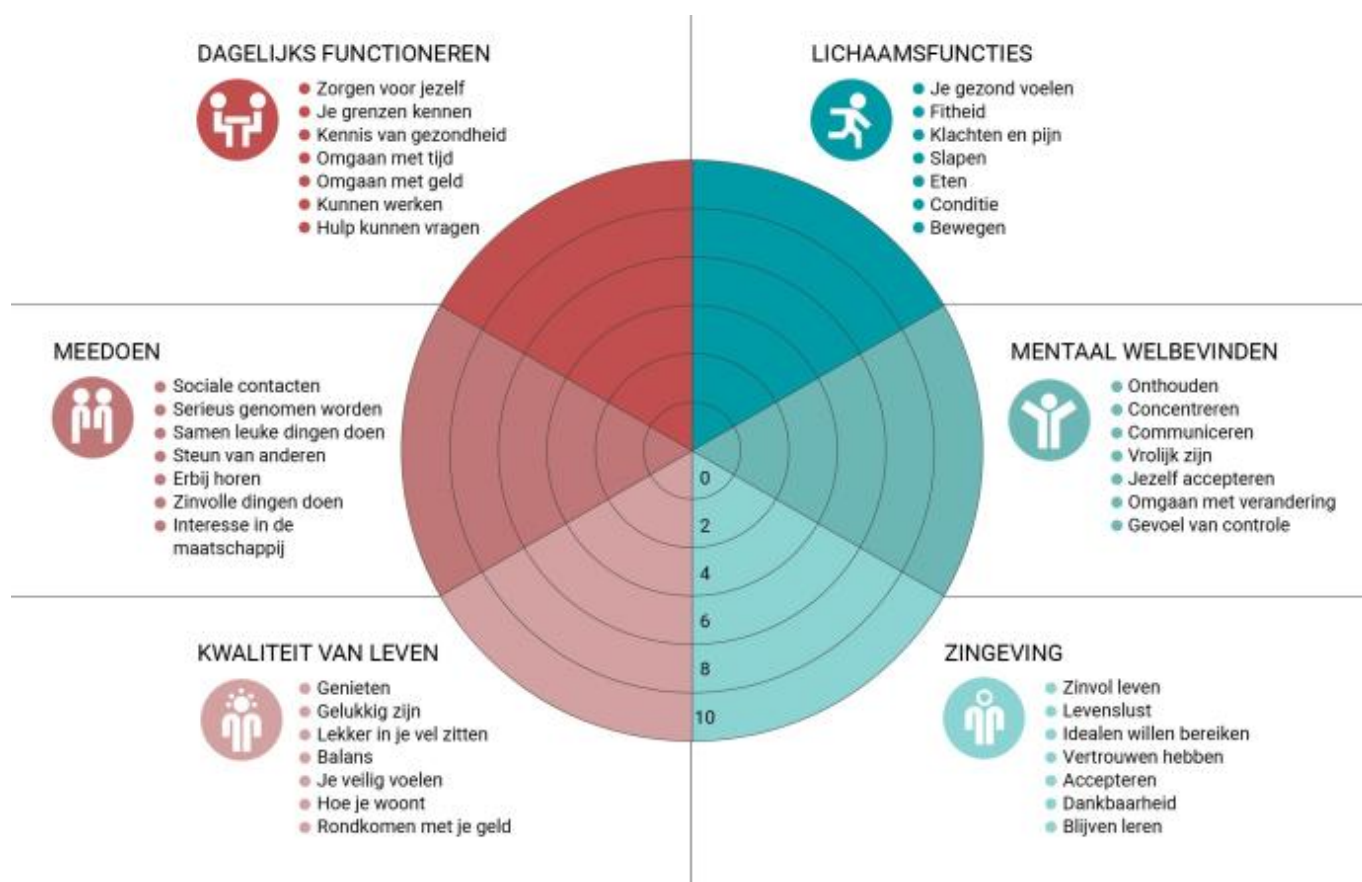 DAGELIJKS FUNCTIONEREN
Zorgen voor jezelf
Je grenzen kennen
Kennis van gezondheid
Omgaan met tijd
Omgaan met geld
Kunnen werken
Hulp kunnen vragen
LICHAAMSFUNCTIES
Je gezond voelen
Fitheid
Klachten en pijn
Slapen
Eten
Conditie
Bewegen
MEEDOEN
Sociale contacten
Serieus genomen worden
Samen leuke dingen doen
Steun van anderen
Erbij horen
Zinvolle dingen doen
Interesse in de
maatschappij
MENTAAL WELBEVINDEN
Onthouden
Concentreren
Communiceren
Vrolijk zijn
Jezelf accepteren
Omgaan met verandering
Gevoel van controle
0
2
4
6
8
10
KWALITEIT VAN LEVEN
Genieten
Gelukkig zijn
Lekker in je vel zitten
Balans
Je veilig voelen
Hoe je woont
Rondkomen met je geld
ZINGEVING
Zinvol leven
Levenslust
Idealen willen bereiken
Vertrouwen hebben
Accepteren
Dankbaarheid
Blijven leren